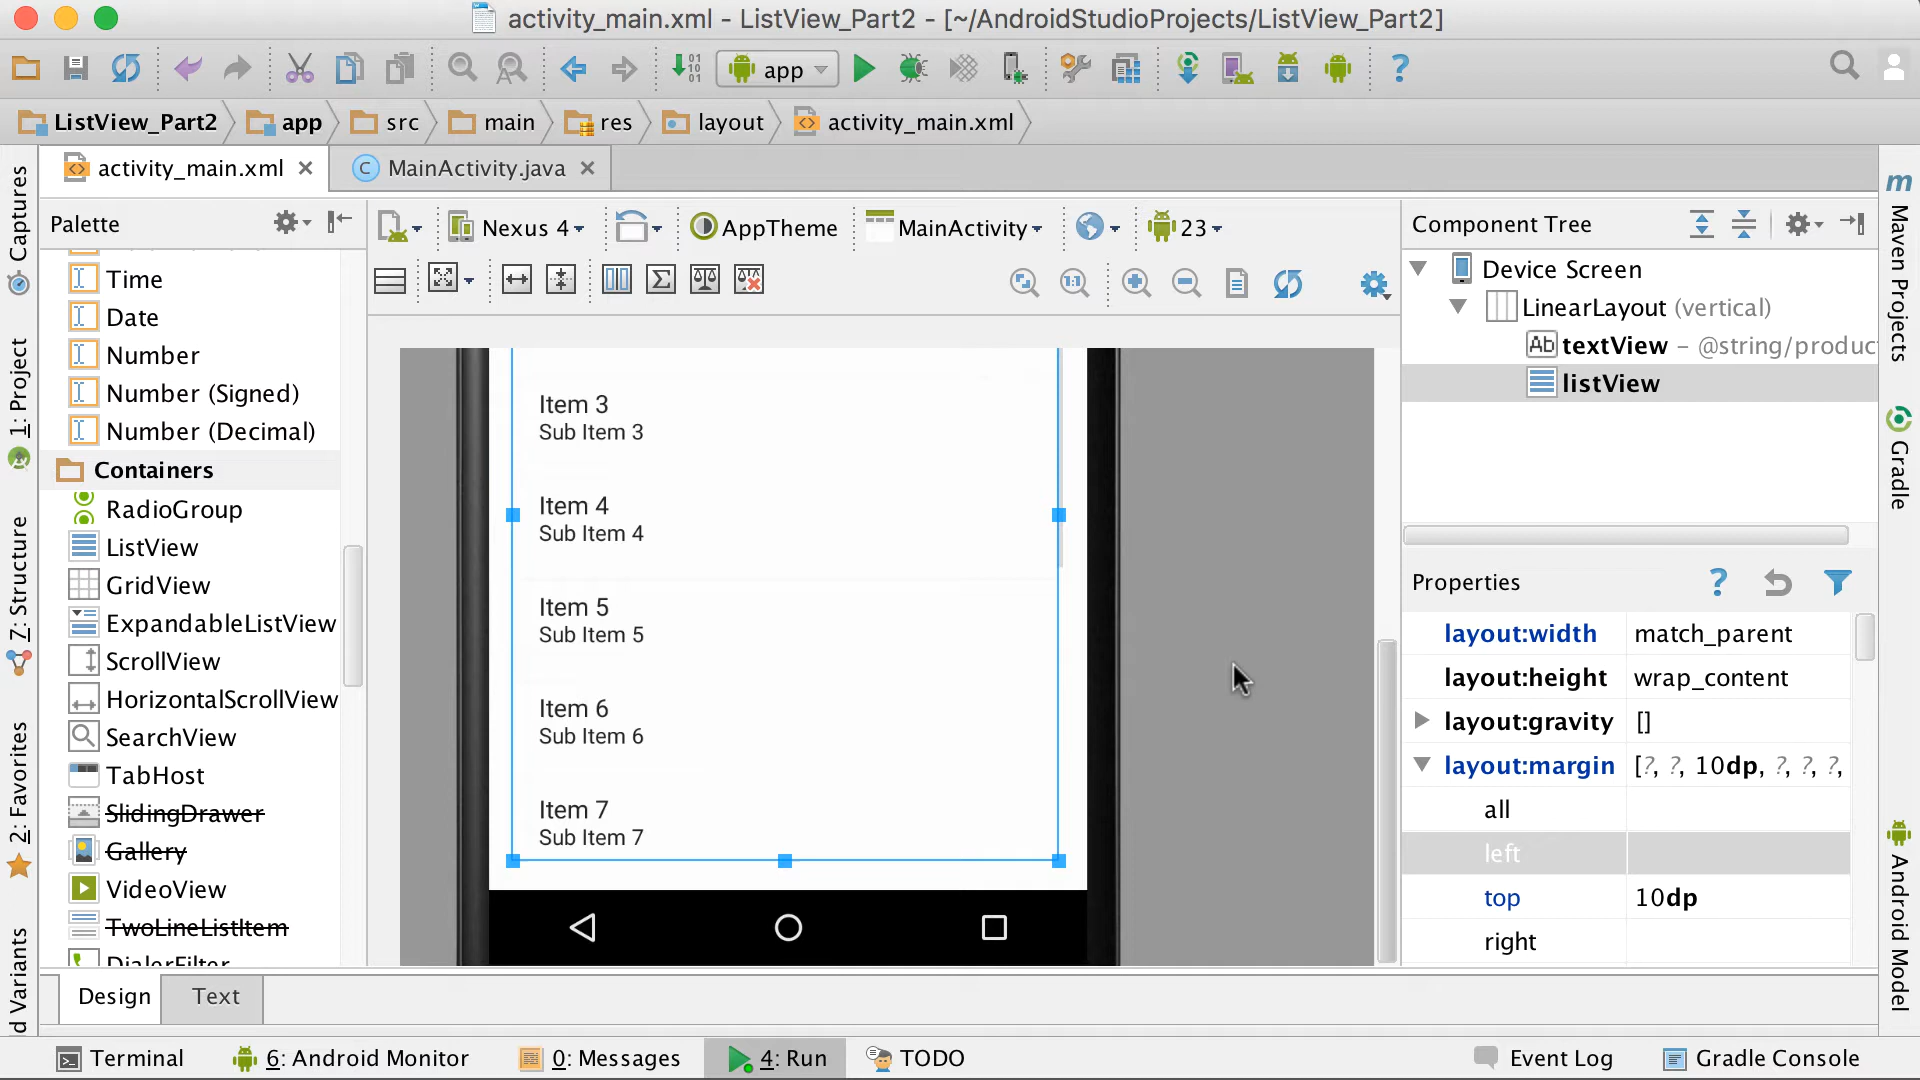 activity_main.xml - ListView_Part2 - [~/AndroidStudioProjects/ListView_Part2]
app
ListView_Part2
app
src
main
res
layout
activity_main.xml
activity_main.xml
MainActivity.java
Palette
Time
Date
Number
Number (Signed)
Number (Decimal)
Containers
RadioGroup
ListView
GridView
ExpandableListView
ScrollView
HorizontalScrollView
SearchView
TabHost
SlidingDrawer
Gallery
VideoView
TwoLineListItem
DialerFilter
Nexus 4
AppTheme
MainActivity
23
Item 3
Sub Item 3
Item 4
Sub Item 4
Item 5
Sub Item 5
Item 6
Sub Item 6
Item 7
Sub Item 7
Component Tree
Device Screen
LinearLayout (vertical)
Ab textView - @string/produc
listView
Properties
layout:width match_parent
layout:height wrap_content
layout:gravity []
layout:margin [?, ?, 10dp, ?, ?, ?,
all
left
top 10dp
right
Captures
1: Project
7: Structure
2: Favorites
d Variants
m
Maven Projects
Gradle
Android Model
Design
Text
Terminal
6: Android Monitor
0: Messages
4: Run
TODO
Event Log
Gradle Console